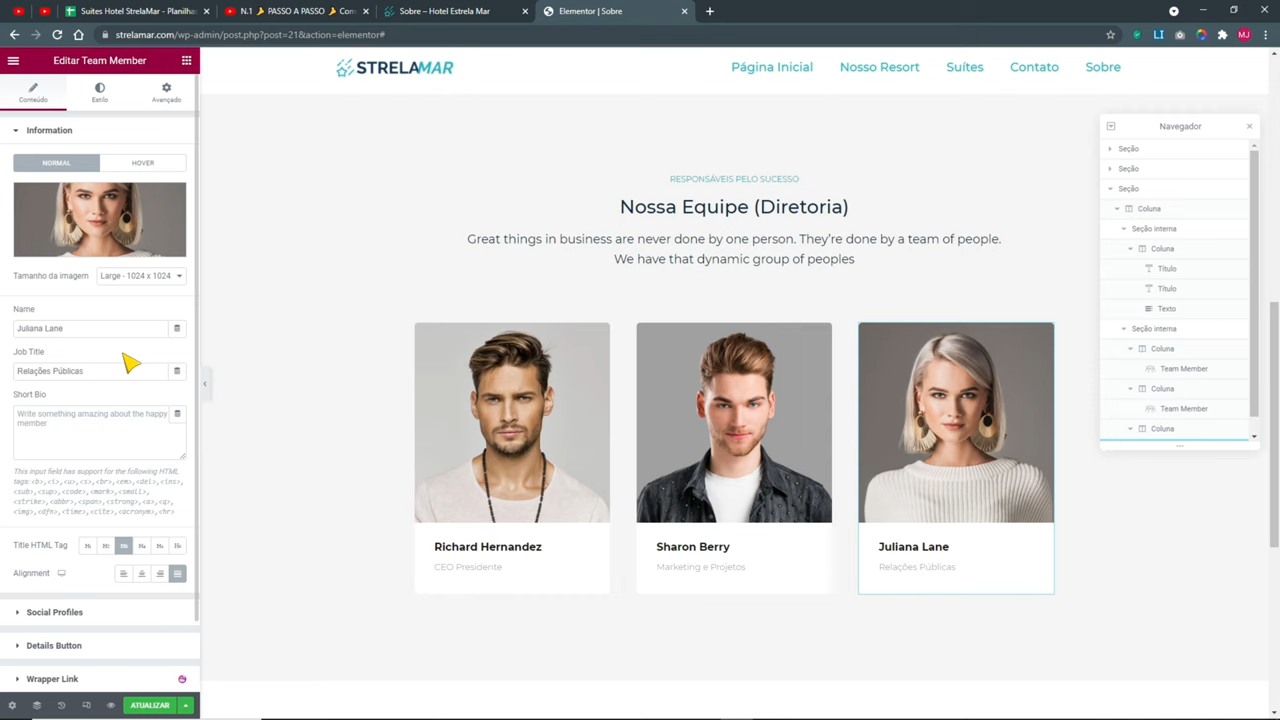 Suites Hotel StrelaMar - Planilha
N.1 PASSO A PASSO Con
Sobre – Hotel Estrela Mar
Elementor | Sobre
strelamar.com/wp-admin/post.php?post=21&action=elementor#
MJ
Editar Team Member
Conteúdo
Estilo
Avançado
Information
NORMAL
HOVER
Tamanho da imagem
Large - 1024 x 1024
Name
Juliana Lane
Job Title
Relações Públicas
Short Bio
Write something amazing about the happy
member
This input field has support for the following HTML
tags: <b>,<i>,<u>,<s>,<br>,<em>,<del>,<ins>,
<sub>,<sup>,<code>,<mark>,<small>,
<strike>,<abbr>,<span>,<strong>,<a>,<q>,
<img>,<dfn>,<time>,<cite>,<acronym>,<hr>
Title HTML Tag
Alignment
Social Profiles
Details Button
Wrapper Link
ATUALIZAR
STRELAMAR
Página Inicial
Nosso Resort
Suítes
Contato
Sobre
RESPONSÁVEIS PELO SUCESSO
Nossa Equipe (Diretoria)
Great things in business are never done by one person. They're done by a team of people.
We have that dynamic group of peoples
Richard Hernandez
CEO Presidente
Sharon Berry
Marketing e Projetos
Juliana Lane
Relações Públicas
Navegador
Seção
Seção
Seção
Coluna
Seção interna
Coluna
Título
Título
Texto
Seção interna
Coluna
Team Member
Coluna
Team Member
Coluna